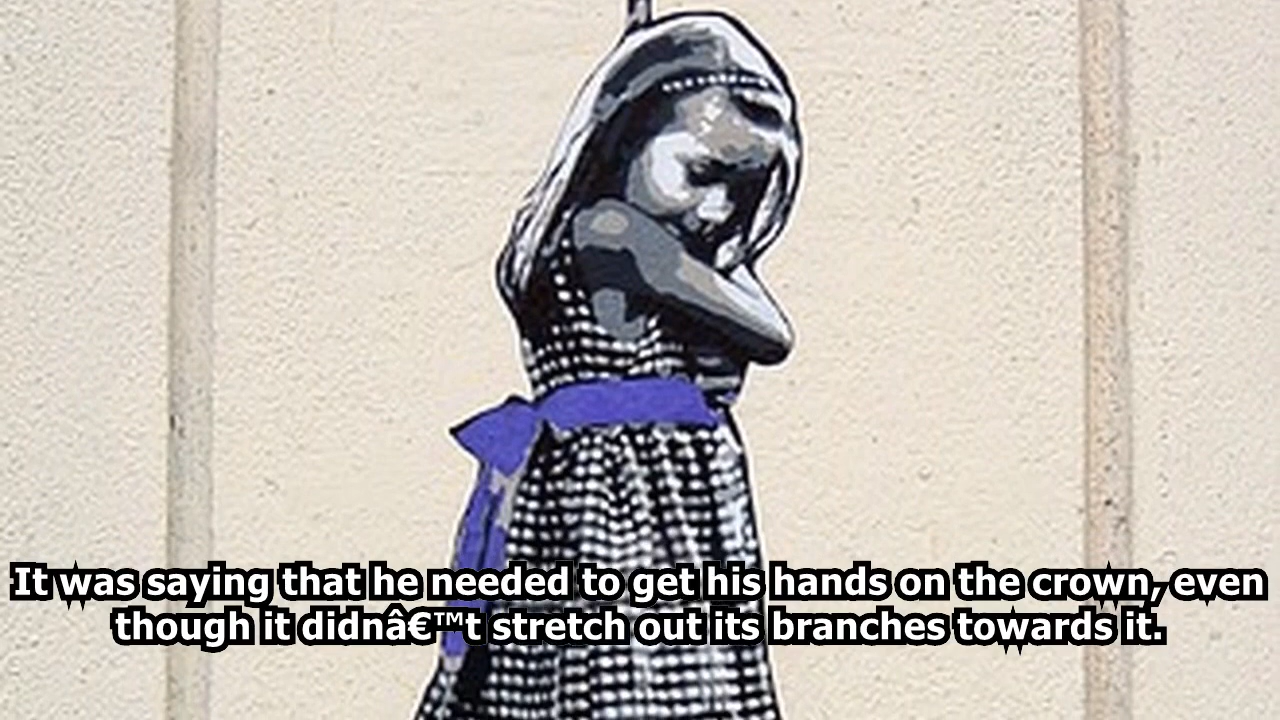 It was saying that he needed to get his hands on the crown, even
though it didnâ€™t stretch out its branches towards it.